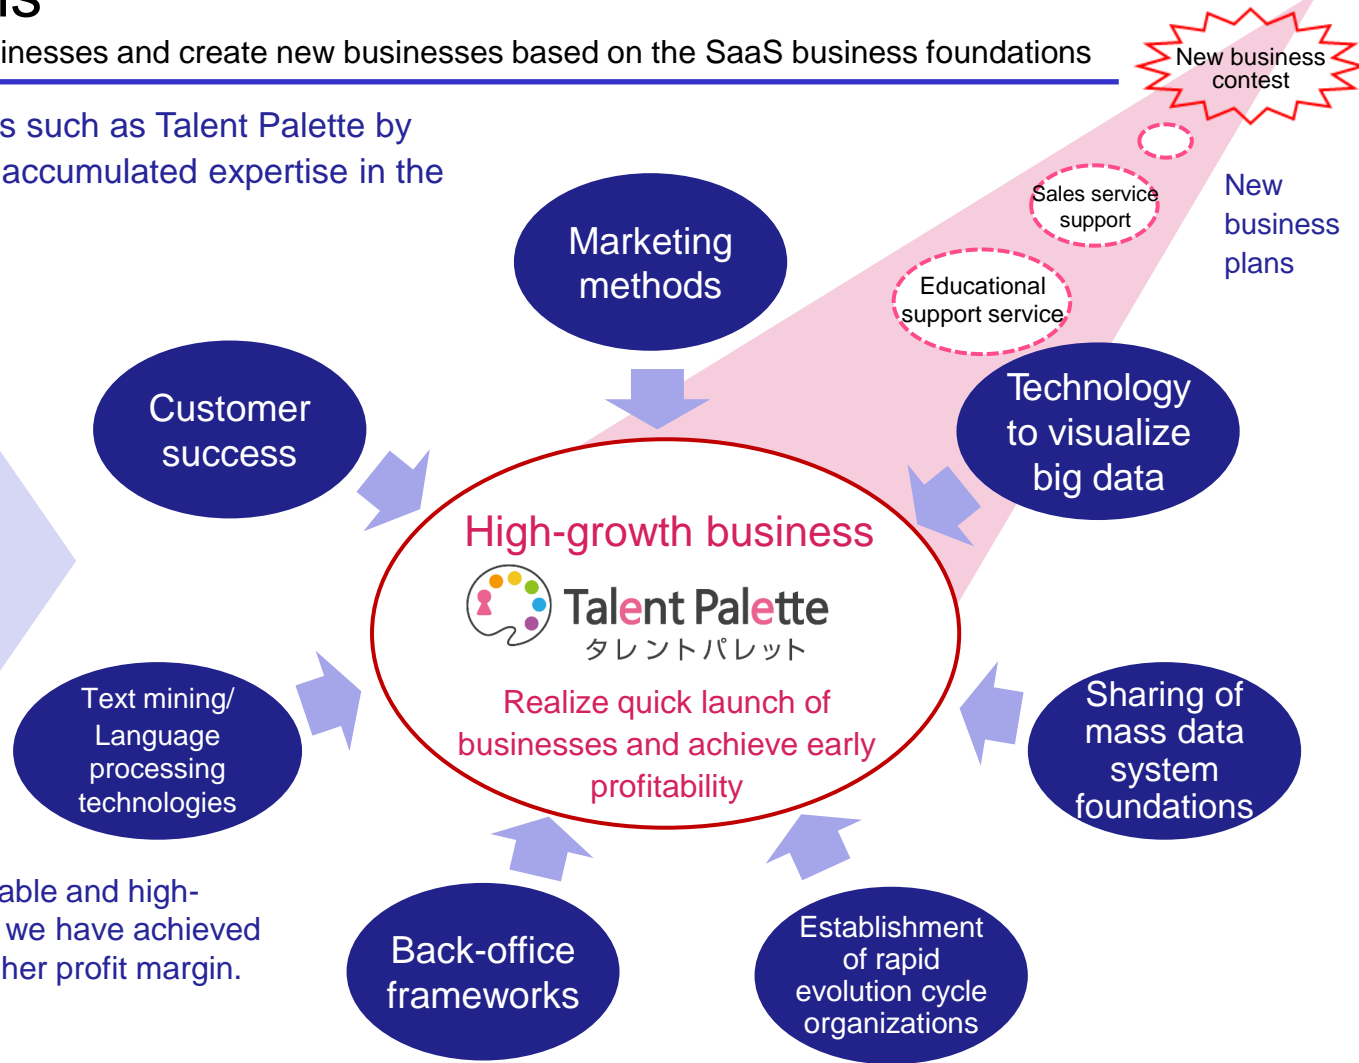 inesses and create new businesses based on the SaaS business foundations
New business
contest
s such as Talent Palette by
accumulated expertise in the
New
business
plans
Sales service
support
Educational
support service
Marketing
methods
Customer
success
Technology
to visualize
big data
High-growth business
Talent Palette
タレントパレット
Realize quick launch of
businesses and achieve early
profitability
Text mining/
Language
processing
technologies
Sharing of
mass data
system
foundations
able and high-
we have achieved
her profit margin.
Back-office
frameworks
Establishment
of rapid
evolution cycle
organizations